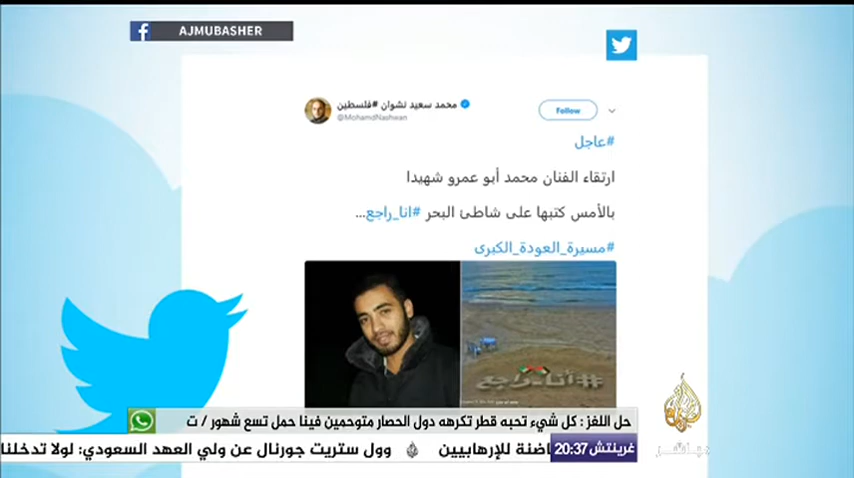 AJMUBASHER
محمد سعيد نشوان #فلسطين
@MohamdNashwan
Follow
#عاجل
ارتقاء الفنان محمد أبو عمرو شهيدا
بالأمس كتبها على شاطئ البحر #انا_راجع...
#مسيرة_العودة_الكبرى
#أنا_راجع
حل اللغز : كل شيء تحبه قطر تكرهه دول الحصار متوحمين فينا حمل تسع شهور / ت
غرينتش 20:37
اضنة للإرهابيين وول ستريت جورنال عن ولي العهد السعودي: لولا تدخلنا
مباشر